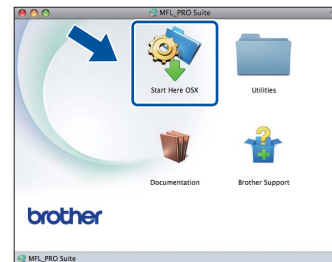 MFL_PRO Suite
Start Here OSX
Utilities
Documentation
Brother Support
brother
MFL_PRO Suite